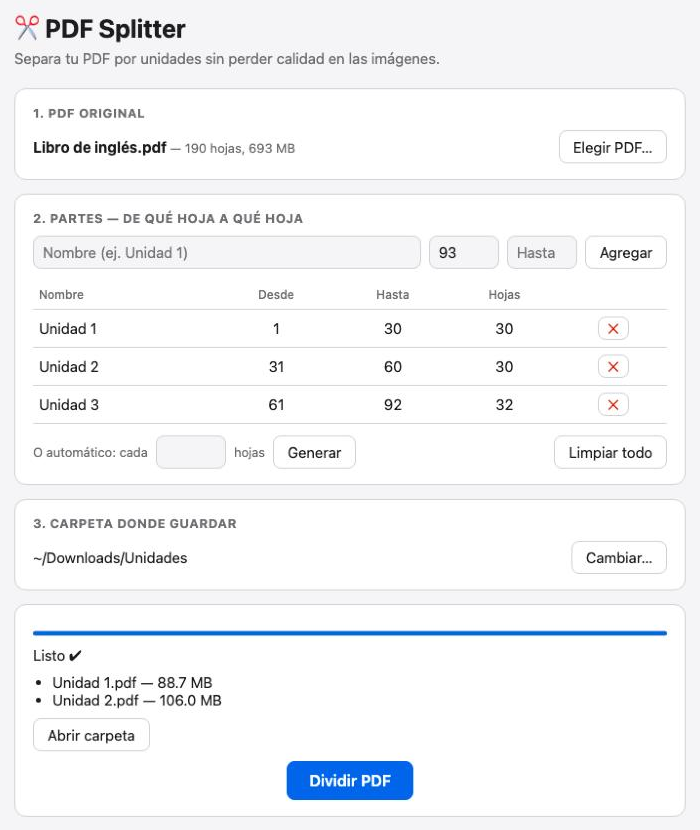 ✂️ PDF Splitter
Separa tu PDF por unidades sin perder calidad en las imágenes.
1. PDF ORIGINAL
Libro de inglés.pdf — 190 hojas, 693 MB
Elegir PDF...
2. PARTES — DE QUÉ HOJA A QUÉ HOJA
Nombre (ej. Unidad 1) 93 Hasta Agregar
Nombre Desde Hasta Hojas
Unidad 1 1 30 30 ✕
Unidad 2 31 60 30 ✕
Unidad 3 61 92 32 ✕
O automático: cada hojas Generar Limpiar todo
3. CARPETA DONDE GUARDAR
~/Downloads/Unidades Cambiar...
Listo ✔
• Unidad 1.pdf — 88.7 MB
• Unidad 2.pdf — 106.0 MB
Abrir carpeta
Dividir PDF